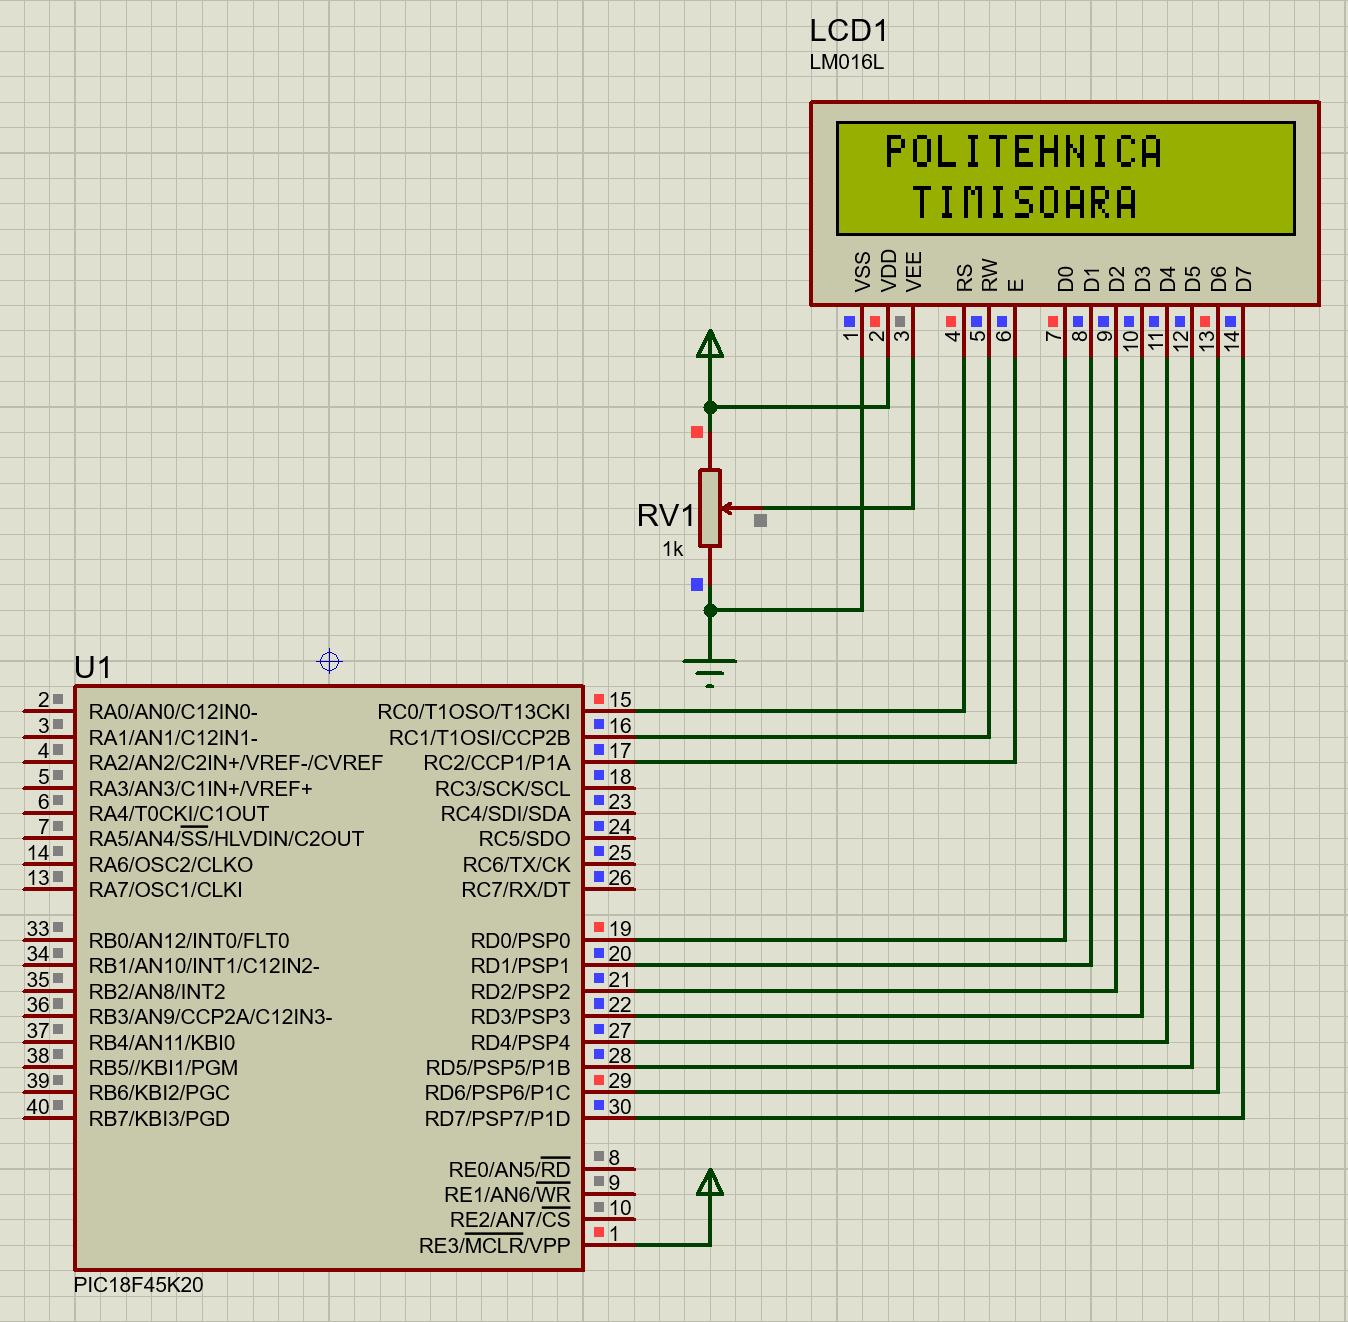 LCD1
LM016L
POLITEHNICA
TIMISOARA
VSS VDD VEE RS RW E D0 D1 D2 D3 D4 D5 D6 D7
1 2 3 4 5 6 7 8 9 10 11 12 13 14
RV1
1k
U1
2 RA0/AN0/C12IN0- RC0/T1OSO/T13CKI 15
3 RA1/AN1/C12IN1- RC1/T1OSI/CCP2B 16
4 RA2/AN2/C2IN+/VREF-/CVREF RC2/CCP1/P1A 17
5 RA3/AN3/C1IN+/VREF+ RC3/SCK/SCL 18
6 RA4/T0CKI/C1OUT RC4/SDI/SDA 23
7 RA5/AN4/SS/HLVDIN/C2OUT RC5/SDO 24
14 RA6/OSC2/CLKO RC6/TX/CK 25
13 RA7/OSC1/CLKI RC7/RX/DT 26
33 RB0/AN12/INT0/FLT0 RD0/PSP0 19
34 RB1/AN10/INT1/C12IN2- RD1/PSP1 20
35 RB2/AN8/INT2 RD2/PSP2 21
36 RB3/AN9/CCP2A/C12IN3- RD3/PSP3 22
37 RB4/AN11/KBI0 RD4/PSP4 27
38 RB5//KBI1/PGM RD5/PSP5/P1B 28
39 RB6/KBI2/PGC RD6/PSP6/P1C 29
40 RB7/KBI3/PGD RD7/PSP7/P1D 30
RE0/AN5/RD 8
RE1/AN6/WR 9
RE2/AN7/CS 10
RE3/MCLR/VPP 1
PIC18F45K20